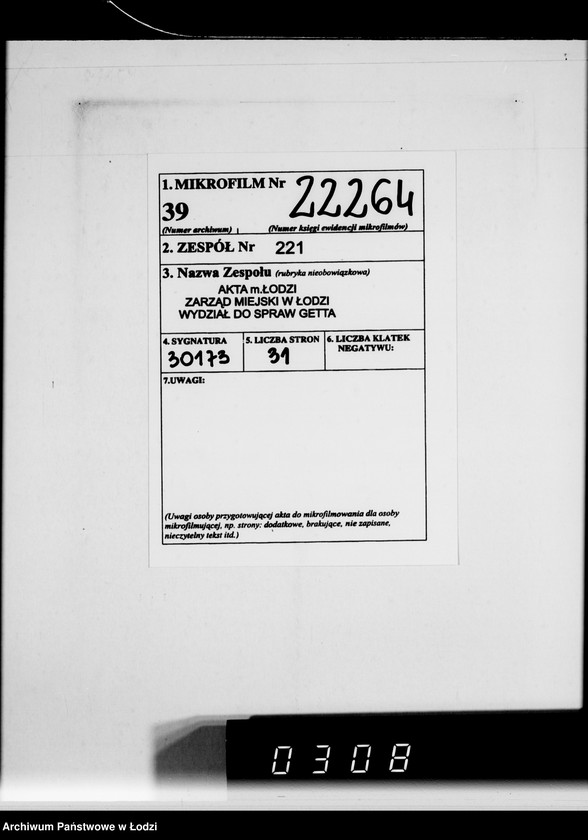 1. MIKROFILM Nr 22264
39
(Numer archiwum) (Numer księgi ewidencji mikrofilmów)
2. ZESPÓŁ Nr 221
3. Nazwa Zespołu (rubryka nieobowiązkowa)
AKTA m.ŁODZI
ZARZĄD MIEJSKI W ŁODZI
WYDZIAŁ DO SPRAW GETTA
4. SYGNATURA 5. LICZBA STRON 6. LICZBA KLATEK
NEGATYWU:
30173 31
7.UWAGI:
(Uwagi osoby przygotowującej akta do mikrofilmowania dla osoby
mikrofilmującej, np. strony: dodatkowe, brakujące, nie zapisane,
nieczytelny tekst itd.)
0308
Archiwum Państwowe w Łodzi